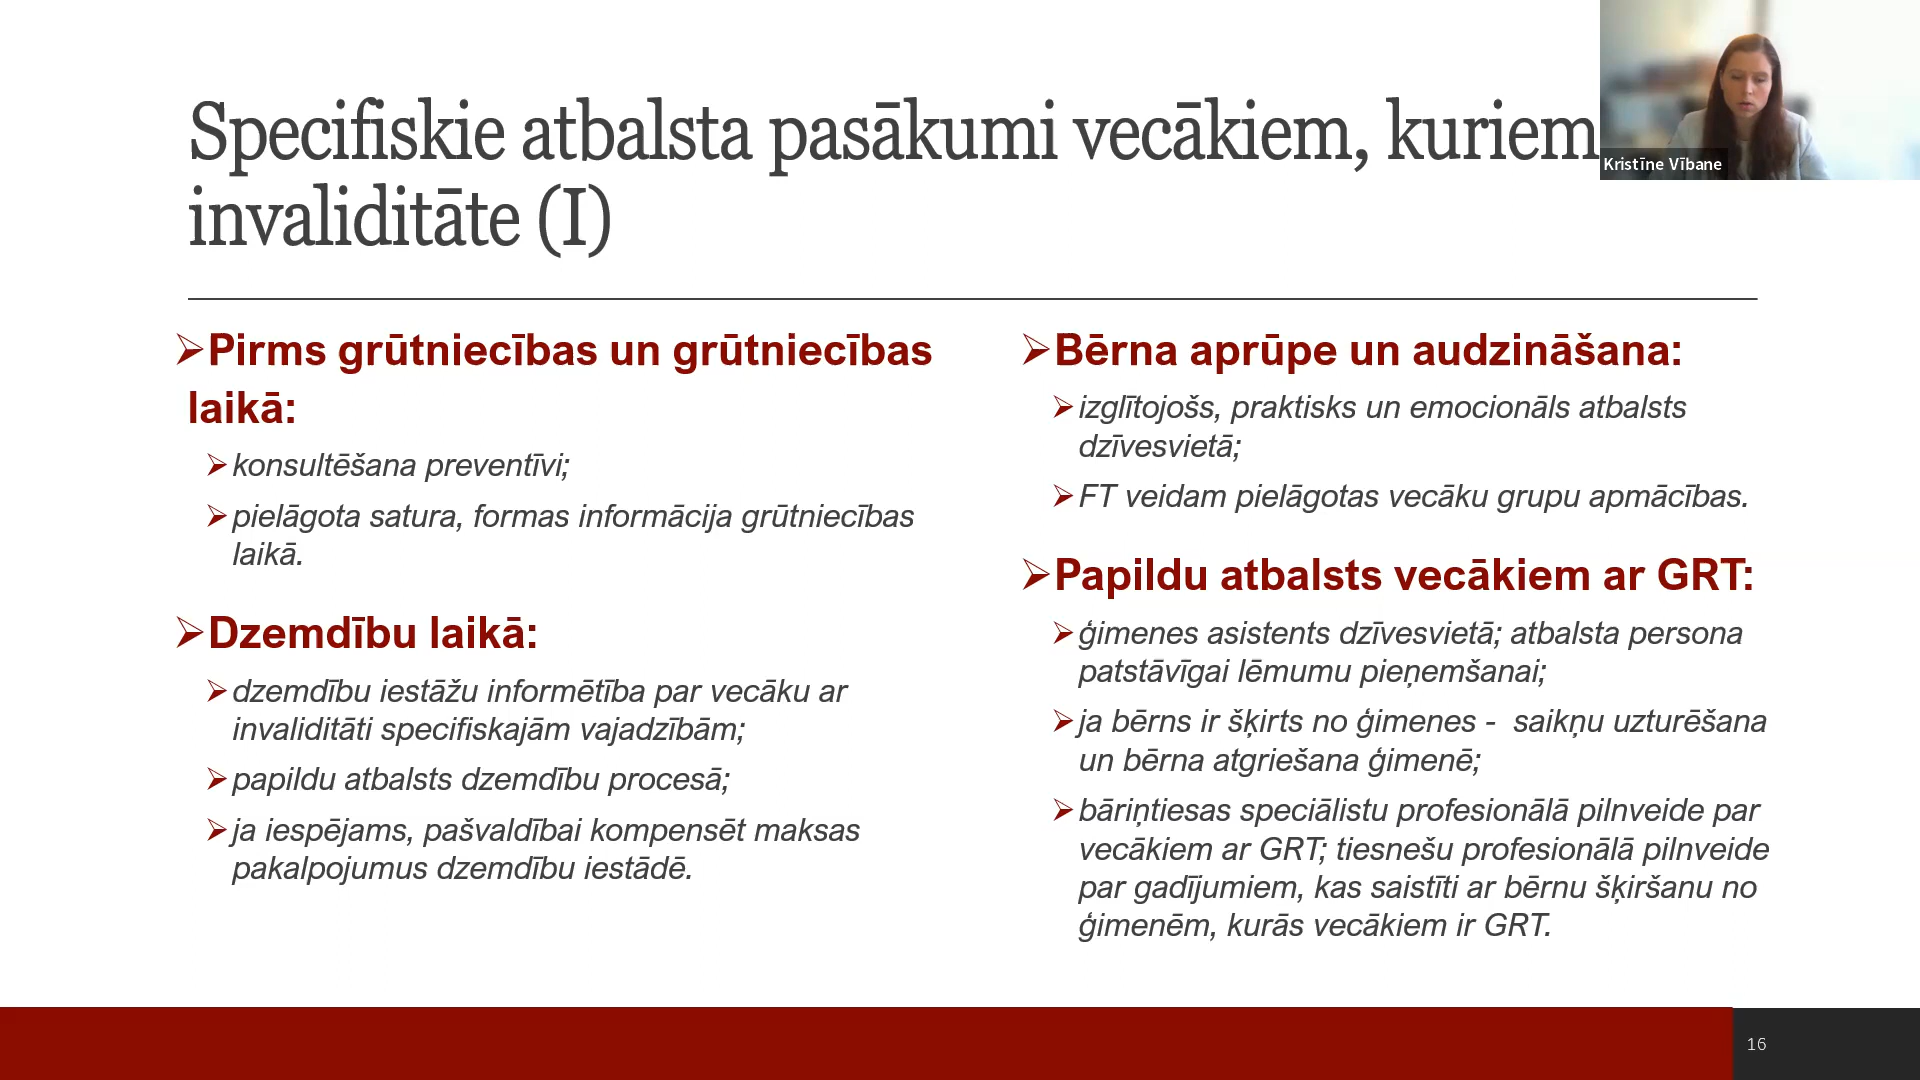 Specifiskie atbalsta pasākumi vecākiem, kuriem
invaliditāte (I)
Kristīne Vībane
➢Pirms grūtniecības un grūtniecības
laikā:
➢konsultēšana preventīvi;
➢pielāgota satura, formas informācija grūtniecības
laikā.
➢Dzemdību laikā:
➢dzemdību iestāžu informētība par vecāku ar
invaliditāti specifiskajām vajadzībām;
➢papildu atbalsts dzemdību procesā;
➢ja iespējams, pašvaldībai kompensēt maksas
pakalpojumus dzemdību iestādē.
➢Bērna aprūpe un audzināšana:
➢izglītojošs, praktisks un emocionāls atbalsts
dzīvesvietā;
➢FT veidam pielāgotas vecāku grupu apmācības.
➢Papildu atbalsts vecākiem ar GRT:
➢ģimenes asistents dzīvesvietā; atbalsta persona
patstāvīgai lēmumu pieņemšanai;
➢ja bērns ir šķirts no ģimenes -  saikņu uzturēšana
un bērna atgriešana ģimenē;
➢bāriņtiesas speciālistu profesionālā pilnveide par
vecākiem ar GRT; tiesnešu profesionālā pilnveide
par gadījumiem, kas saistīti ar bērnu šķiršanu no
ģimenēm, kurās vecākiem ir GRT.
16